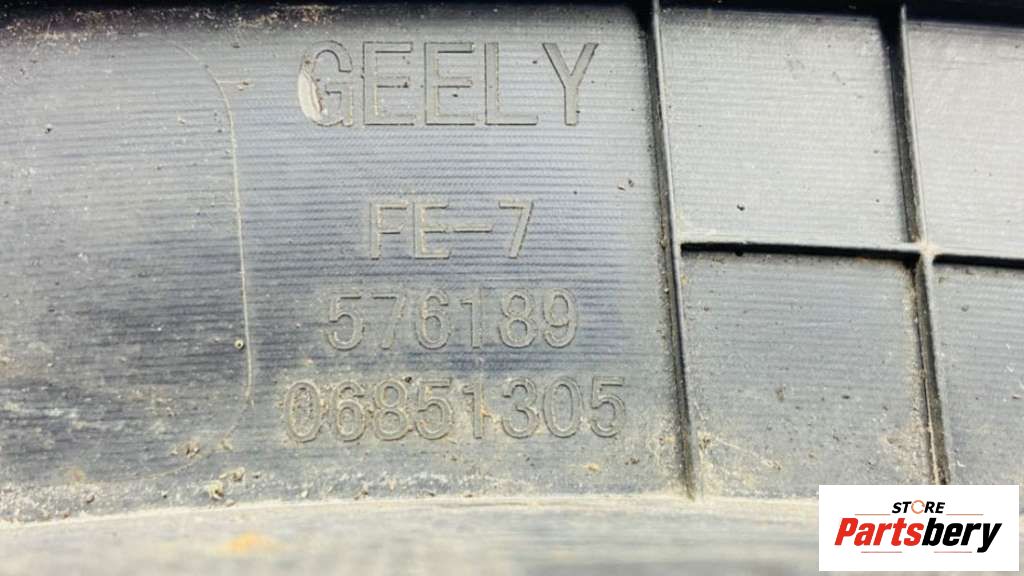 GEELY
FE-7
576189
06851305
STORE
Partsbery